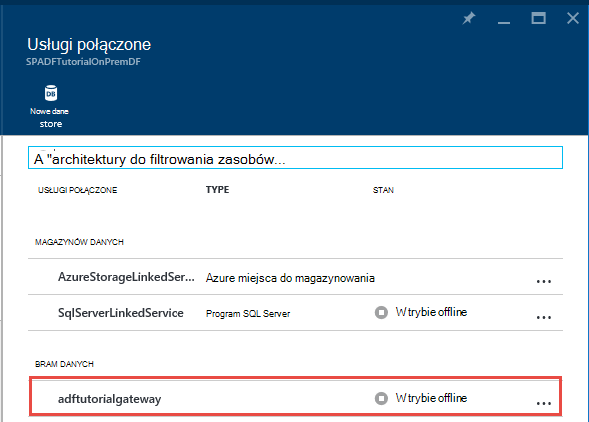 Usługi połączone
SPADFTutorialOnPremDF
Nowe dane
store
A "architektury do filtrowania zasobów...
USŁUGI POŁĄCZONE TYPE STAN
MAGAZYNÓW DANYCH
AzureStorageLinkedSer... Azure miejsca do magazynowania ...
SqlServerLinkedService Program SQL Server W trybie offline ...
BRAM DANYCH
adftutorialgateway W trybie offline ...